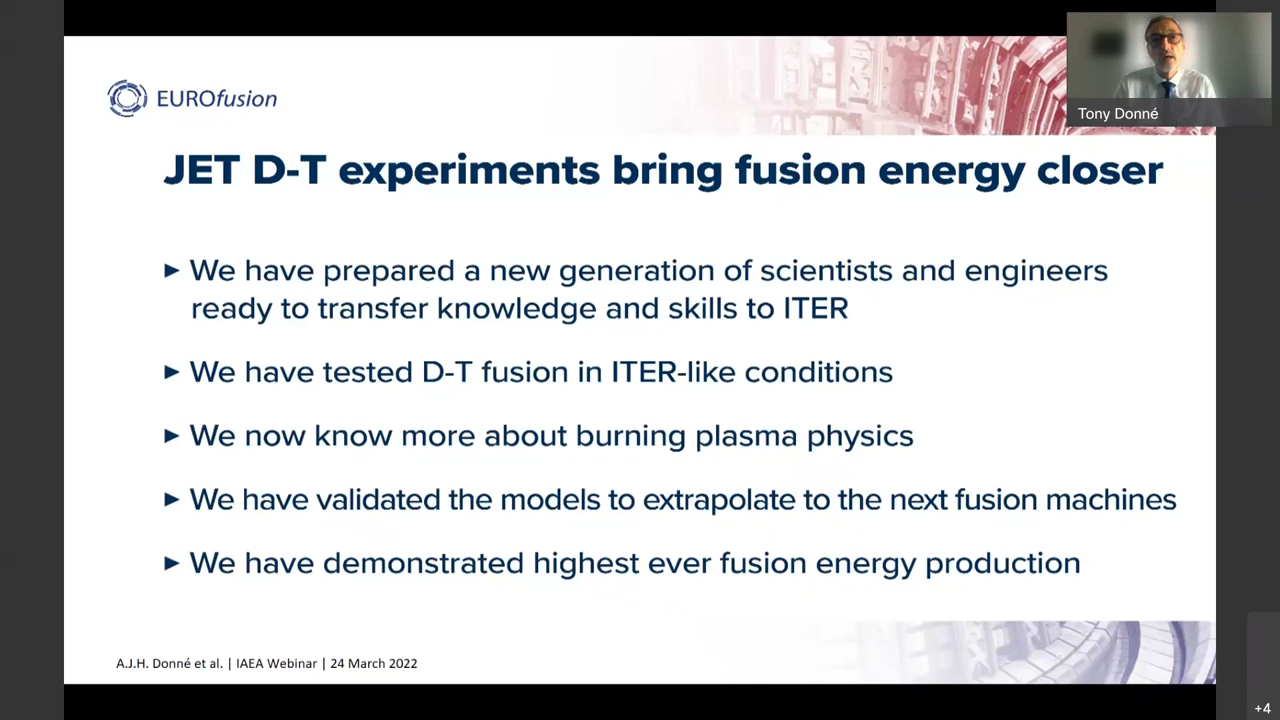 EUROfusion
Tony Donné
JET D-T experiments bring fusion energy closer
► We have prepared a new generation of scientists and engineers
ready to transfer knowledge and skills to ITER
► We have tested D-T fusion in ITER-like conditions
► We now know more about burning plasma physics
► We have validated the models to extrapolate to the next fusion machines
► We have demonstrated highest ever fusion energy production
A.J.H. Donné et al. | IAEA Webinar | 24 March 2022
+4